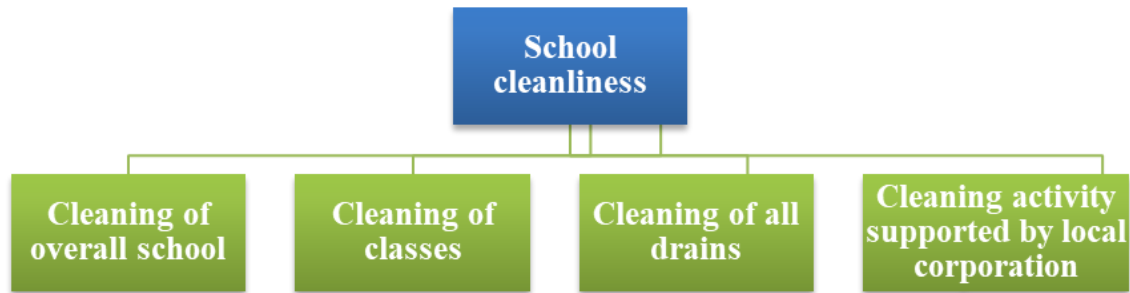 School
cleanliness
Cleaning of
overall school
Cleaning of
classes
Cleaning of all
drains
Cleaning activity
supported by local
corporation